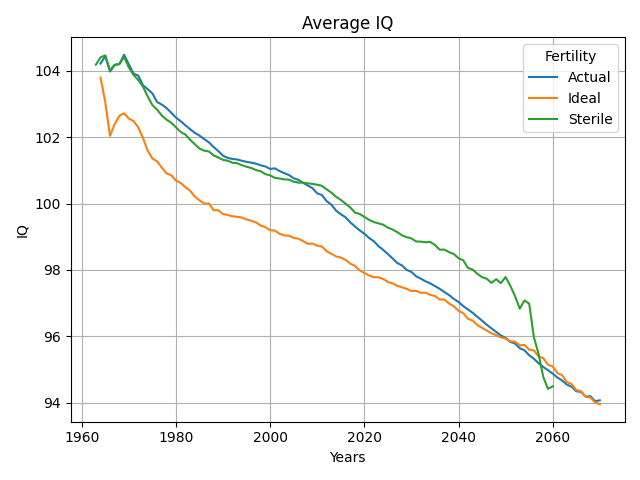 Average IQ
Fertility
Actual
Ideal
Sterile
IQ
104
102
100
98
96
94
1960
1980
2000
2020
2040
2060
Years